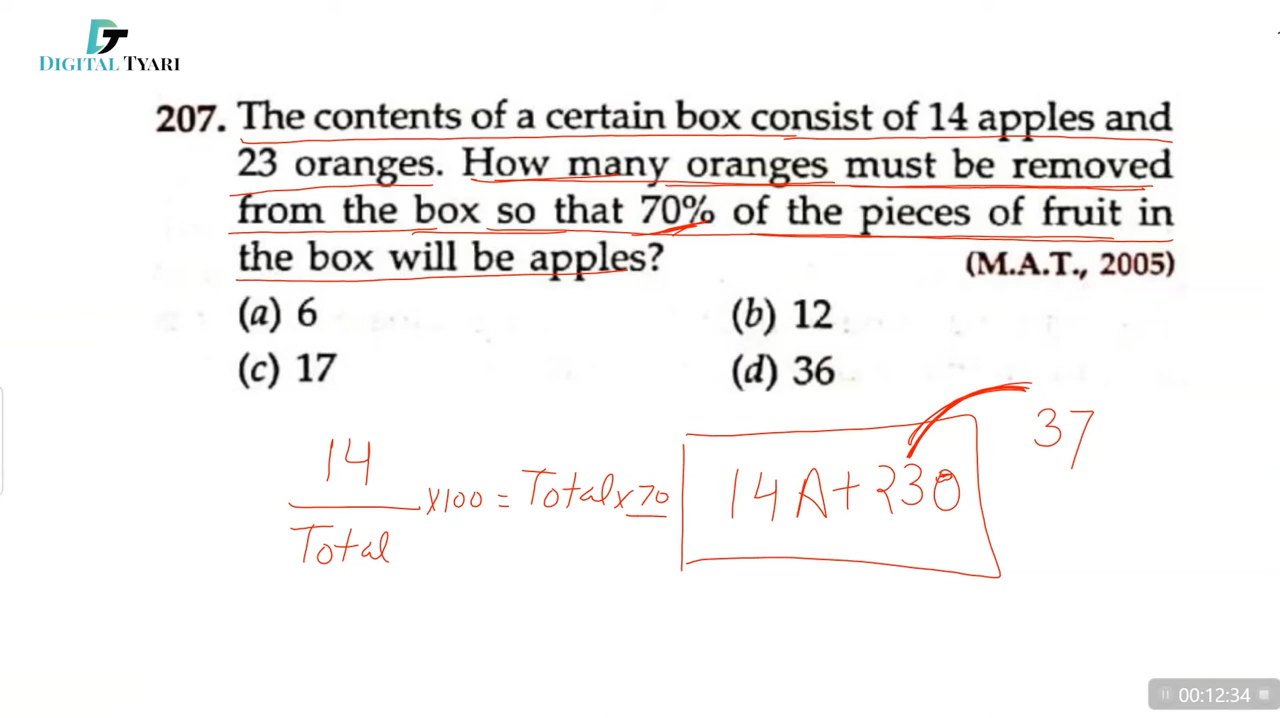 DIGITAL TYARI
207. The contents of a certain box consist of 14 apples and
23 oranges. How many oranges must be removed
from the box so that 70% of the pieces of fruit in
the box will be apples? (M.A.T., 2005)
(a) 6 (b) 12
(c) 17 (d) 36
37
14
Total
×100 = Total×70
14A+23O
00:12:34